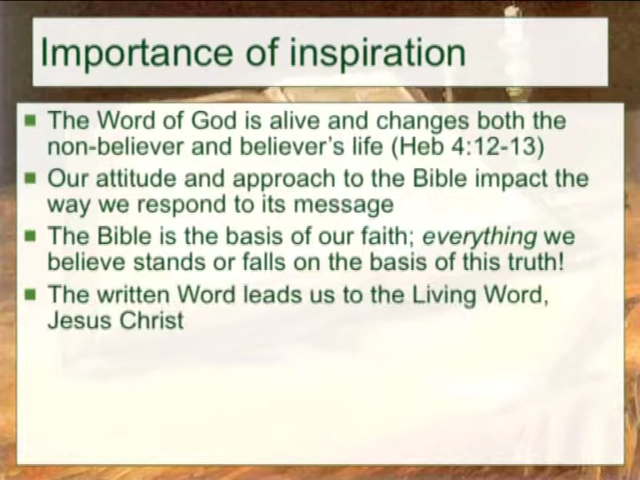 Importance of inspiration
The Word of God is alive and changes both the
non-believer and believer's life (Heb 4:12-13)
Our attitude and approach to the Bible impact the
way we respond to its message
The Bible is the basis of our faith; everything we
believe stands or falls on the basis of this truth!
The written Word leads us to the Living Word,
Jesus Christ